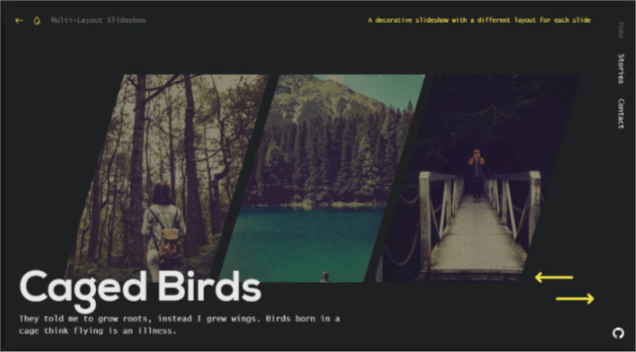 Multi-Layout Slideshow
A decorative slideshow with a different layout for each slide
Home
Stories
Contact
Caged Birds
They told me to grow roots, instead I grew wings. Birds born in a
cage think flying is an illness.